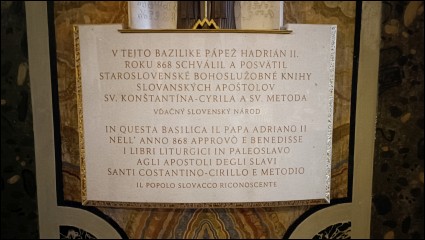 V TEJTO BAZILIKE PÁPEŽ HADRIÁN II.
ROKU 868 SCHVÁLIL A POSVÄTIL
STAROSLOVENSKÉ BOHOSLUŽOBNÉ KNIHY
SLOVANSKÝCH APOŠTOLOV
SV. KONŠTANTÍNA-CYRILA A SV. METODA
VĎAČNÝ SLOVENSKÝ NÁROD
IN QUESTA BASILICA IL PAPA ADRIANO II
NELL'ANNO 868 APPROVÒ E BENEDISSE
I LIBRI LITURGICI IN PALEOSLAVO
AGLI APOSTOLI DEGLI SLAVI
SANTI COSTANTINO-CIRILLO E METODIO
IL POPOLO SLOVACCO RICONOSCENTE